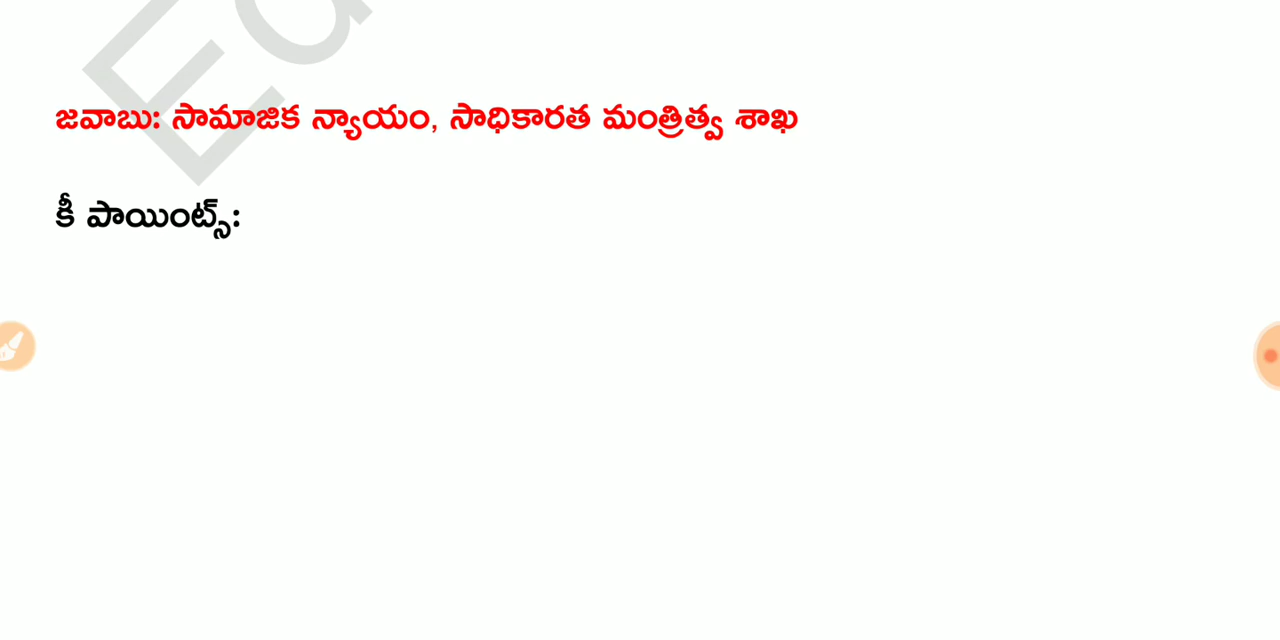 జవాబు: సామాజిక న్యాయం, సాధికారత మంత్రిత్వ శాఖ
కీ పాయింట్స్: